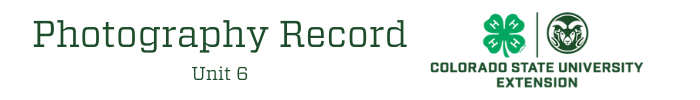 Photography Record
Unit 6
H H
H H
COLORADO STATE UNIVERSITY
EXTENSION